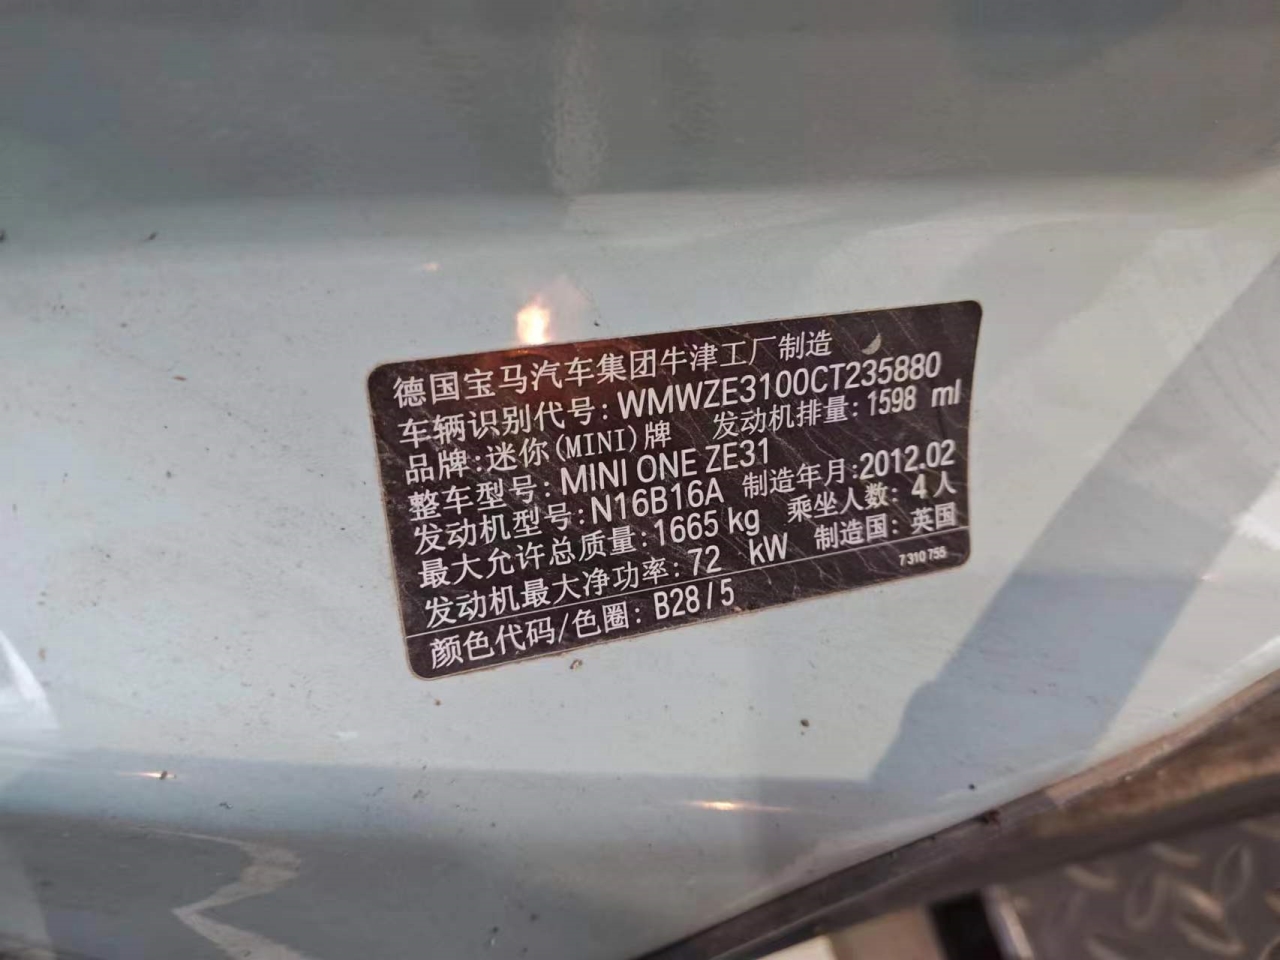 德国宝马汽车集团牛津工厂制造
车辆识别代号：WMWZE3100CT235880
品牌：迷你(MINI)牌 发动机排量：1598 ml
整车型号：MINI ONE ZE31
发动机型号：N16B16A 制造年月：2012.02
最大允许总质量：1665 kg 乘坐人数：4人
发动机最大净功率：72 kW 制造国：英国
颜色代码/色圈：B28/5 7 310 755